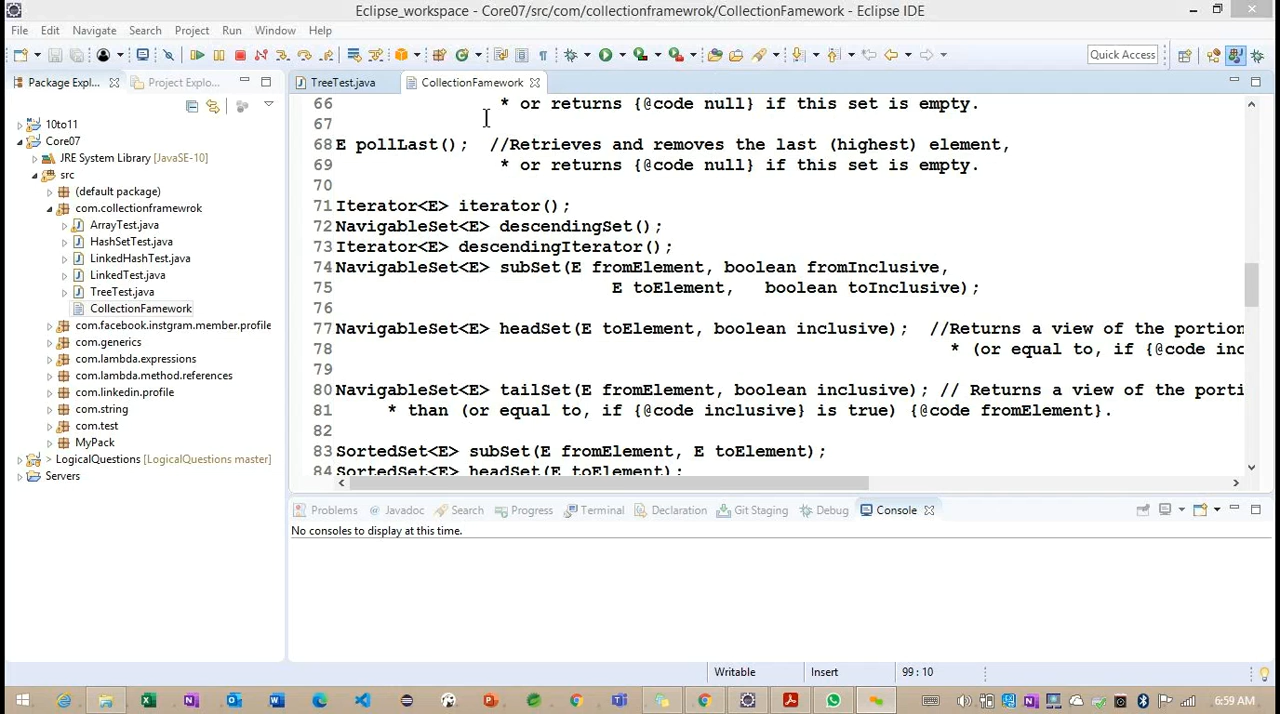 Eclipse_workspace - Core07/src/com/collectionframewrok/CollectionFamework - Eclipse IDE
File Edit Navigate Search Project Run Window Help
Quick Access
Package Expl... Project Explo...
TreeTest.java CollectionFamework
10to11
Core07
JRE System Library [JavaSE-10]
src
(default package)
com.collectionframewrok
ArrayTest.java
HashSetTest.java
LinkedHashTest.java
LinkedTest.java
TreeTest.java
CollectionFamework
com.facebook.instgram.member.profile
com.generics
com.lambda.expressions
com.lambda.method.references
com.linkedin.profile
com.string
com.test
MyPack
> LogicalQuestions [LogicalQuestions master]
Servers
66 * or returns {@code null} if this set is empty.
67
68 E pollLast(); //Retrieves and removes the last (highest) element,
69 * or returns {@code null} if this set is empty.
70
71 Iterator<E> iterator();
72 NavigableSet<E> descendingSet();
73 Iterator<E> descendingIterator();
74 NavigableSet<E> subSet(E fromElement, boolean fromInclusive,
75 E toElement, boolean toInclusive);
76
77 NavigableSet<E> headSet(E toElement, boolean inclusive); //Returns a view of the portion
78 * (or equal to, if {@code inc
79
80 NavigableSet<E> tailSet(E fromElement, boolean inclusive); // Returns a view of the porti
81 * than (or equal to, if {@code inclusive} is true) {@code fromElement}.
82
83 SortedSet<E> subSet(E fromElement, E toElement);
84 SortedSet<E> headSet(E toElement);
Problems Javadoc Search Progress Terminal Declaration Git Staging Debug Console
No consoles to display at this time.
Writable Insert 99 : 10
6:59 AM